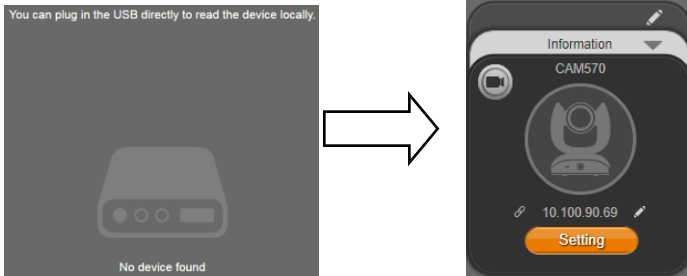 You can plug in the USB directly to read the device locally.
No device found
Information
CAM570
10.100.90.69
Setting